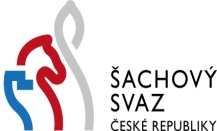 ŠACHOVÝ
SVAZ
ČESKÉ REPUBLIKY